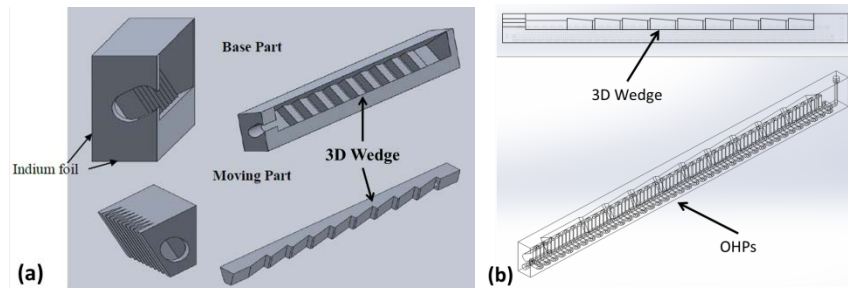 Base Part
Indium foil
3D Wedge
Moving Part
(a)
3D Wedge
OHPs
(b)